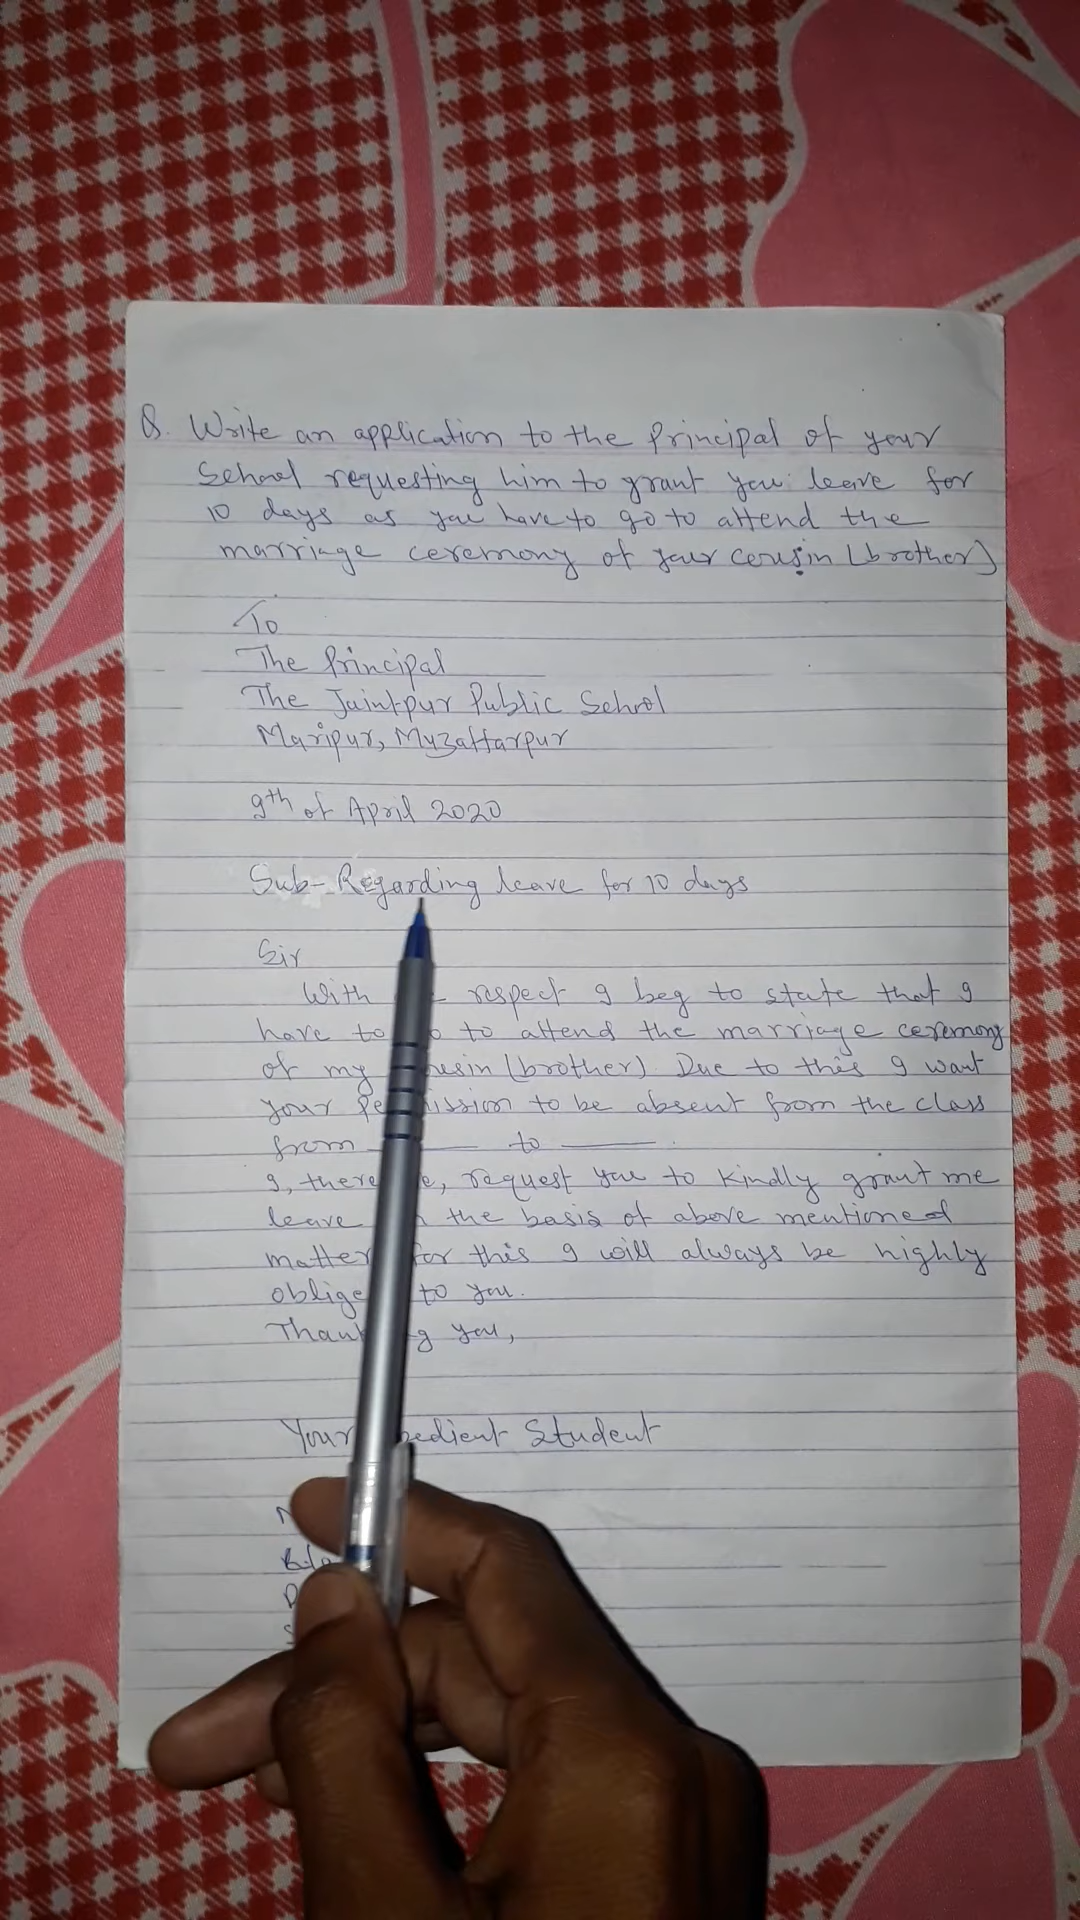 Q. Write an application to the Principal of your
School requesting him to grant you leave for
10 days as you have to go to attend the
marriage ceremony of your cousin (brother)
To
The Principal
The Jaintpur Public School
Maripur, Muzaffarpur
9th of April 2020
Sub- Regarding leave for 10 days
Sir
With respect I beg to state that I
have to to attend the marriage ceremony
of my (brother). Due to this I want
your to be absent from the class
from to
I, request you to kindly grant me
leave the basis of above mentioned
matter for this I will always be highly
to you.
you,
Your Student